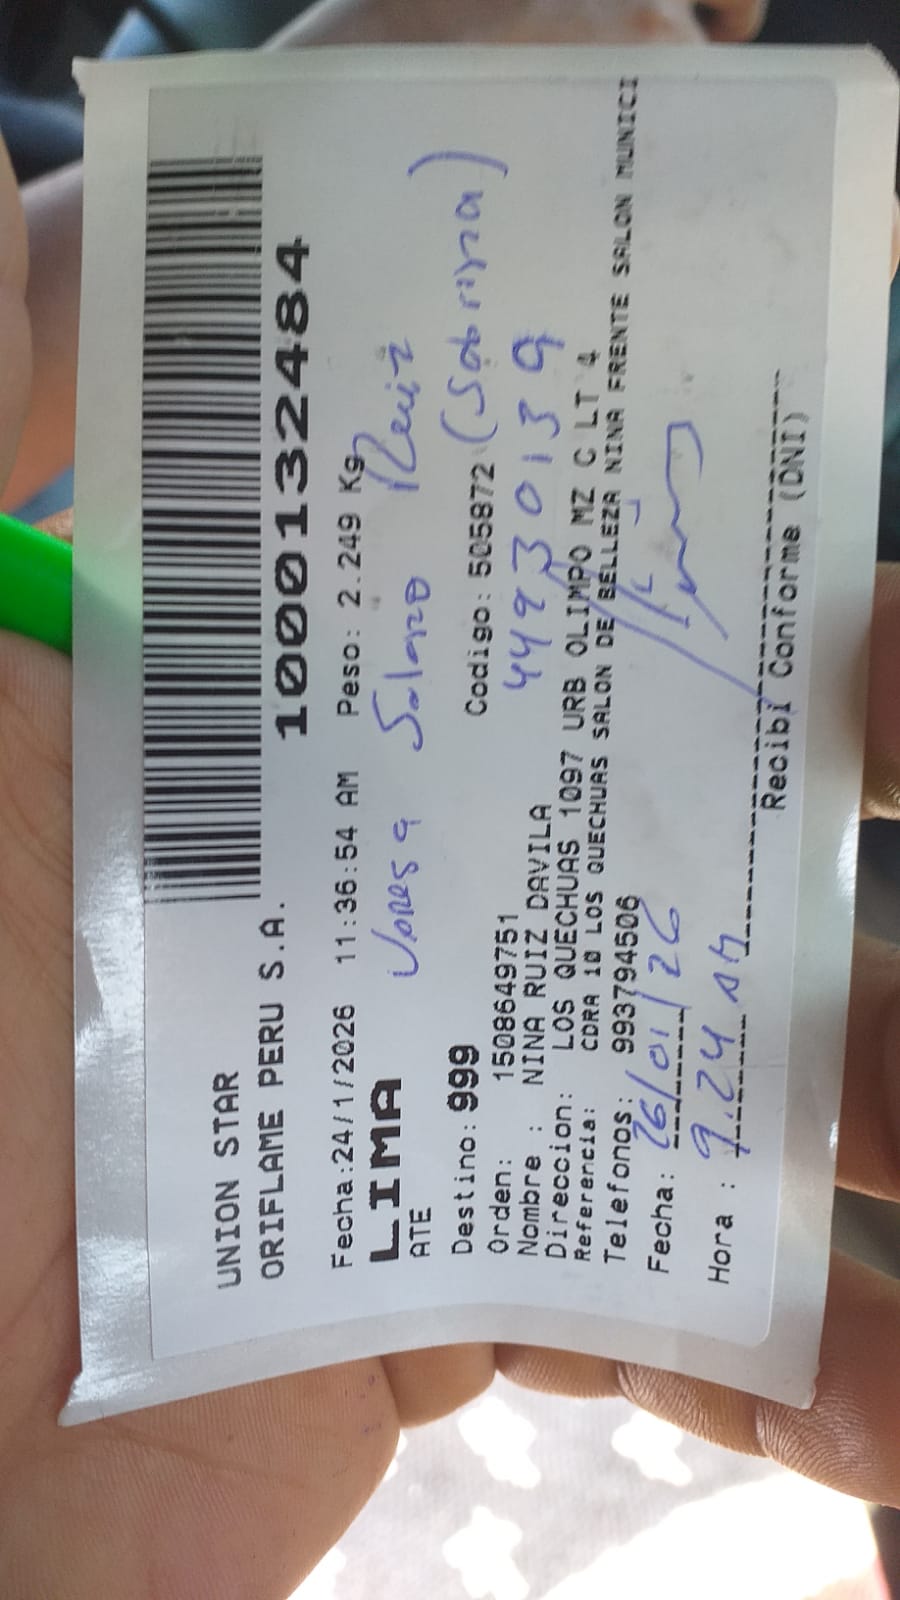 UNION STAR
ORIFLAME PERU S.A.
1000132484
Fecha:24/1/2026 11:36:54 AM Peso: 2.249 Kg
LIMA
Solano Ruiz
ATE
Destino: 999 Codigo: 505872 (Sobrina)
Orden: 1508649751 44930139
Nombre : NINA RUIZ DAVILA
Direccion: LOS QUECHUAS 1097 URB OLIMPO MZ C LT 4
Referencia: CDRA 10 LOS QUECHUAS SALON DE BELLEZA NINA FRENTE SALON MUNICI
Telefonos: 993794506
Fecha: 26/01/26
Hora : 9:24 AM
Recibi Conforme (DNI)